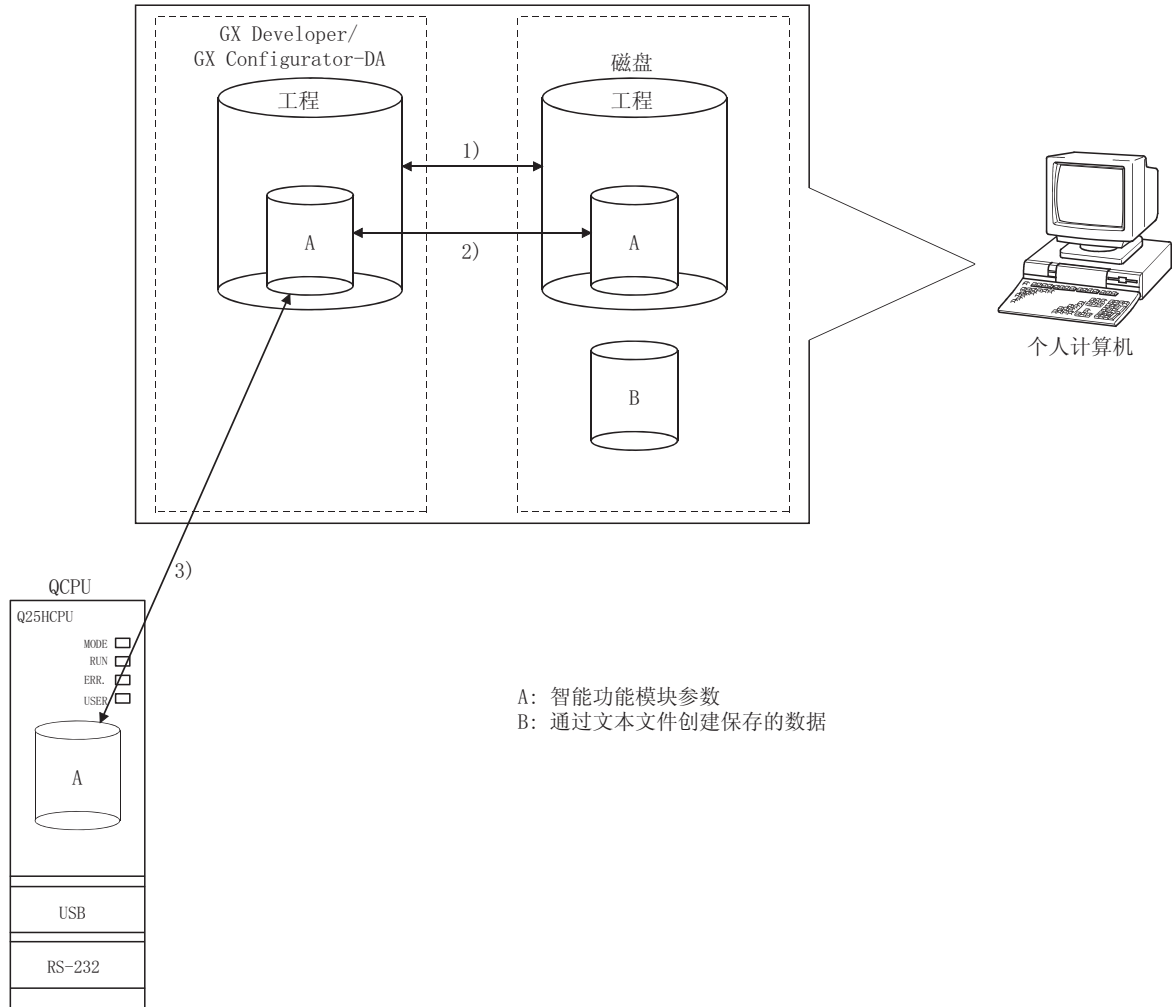 GX Developer/
GX Configurator-DA
磁盘
工程
工程
1)
A
A
2)
个人计算机
B
3)
QCPU
Q25HCPU
MODE
RUN
ERR.
USER
A: 智能功能模块参数
B: 通过文本文件创建保存的数据
A
USB
RS-232